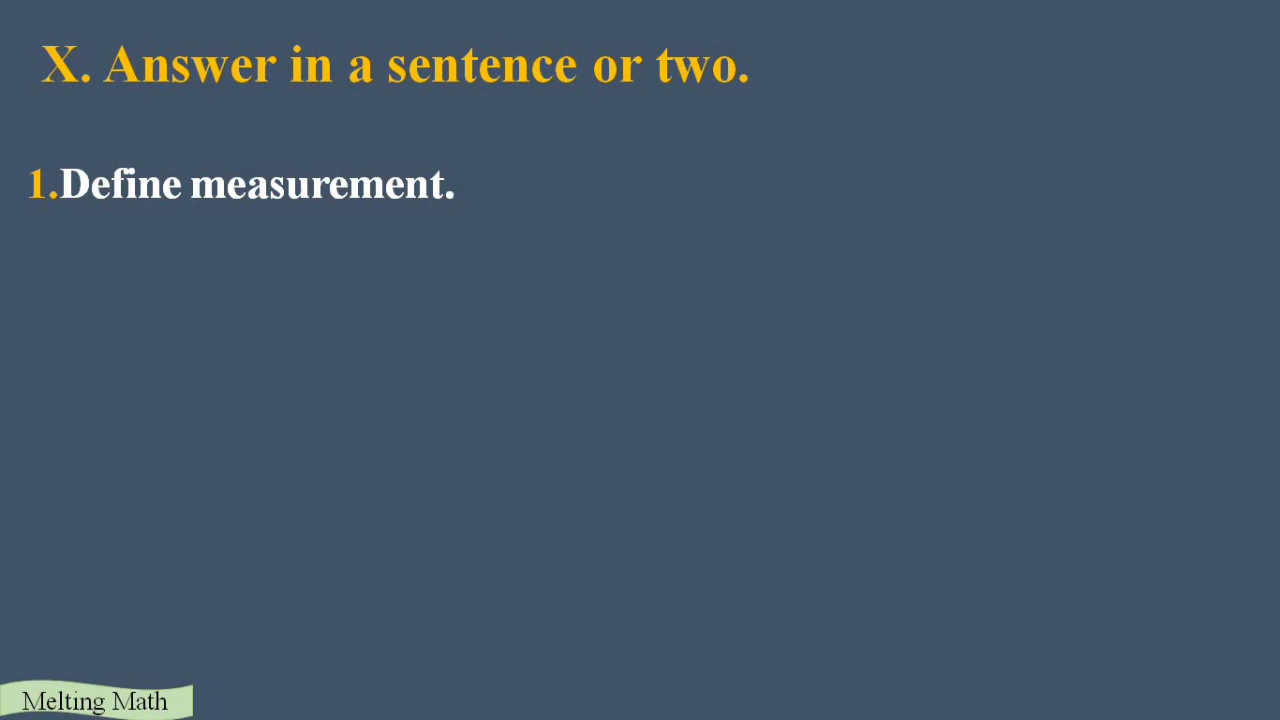 X. Answer in a sentence or two.
1.Define measurement.
Melting Math